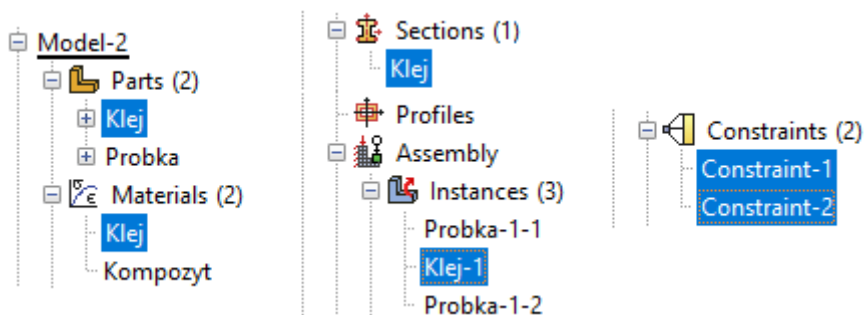 Model-2
Parts (2)
Klej
Probka
Materials (2)
Klej
Kompozyt
Sections (1)
Klej
Profiles
Assembly
Instances (3)
Probka-1-1
Klej-1
Probka-1-2
Constraints (2)
Constraint-1
Constraint-2